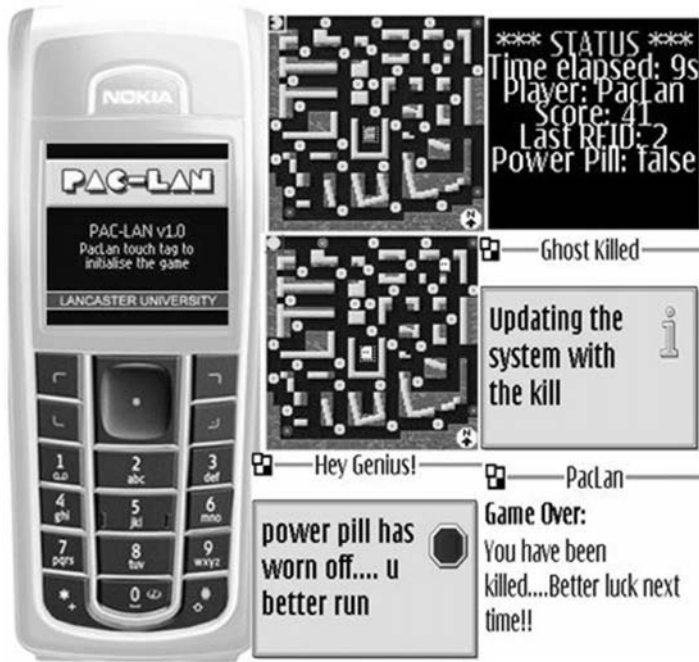 NOKIA
PAC-LAN
PAC-LAN v1.0
PacLan touch tag to
initialise the game
LANCASTER UNIVERSITY
1
2 abc
3 def
4 ghi
5 jkl
6 mno
7 pqrs
8 tuv
9 wxyz
*+
0
#
*** STATUS ***
Time elapsed: 9s
Player: PacLan
Score: 41
Last RFID: 2
Power Pill: false
N
N
Ghost Killed
Updating the
system with
the kill
i
Hey Genius!
power pill has
worn off.... u
better run
PacLan
Game Over:
You have been
killed....Better luck next
time!!